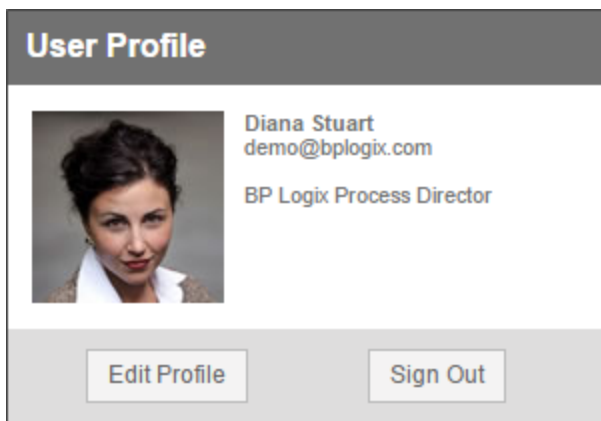 User Profile
Diana Stuart
demo@bplogix.com
BP Logix Process Director
Edit Profile
Sign Out